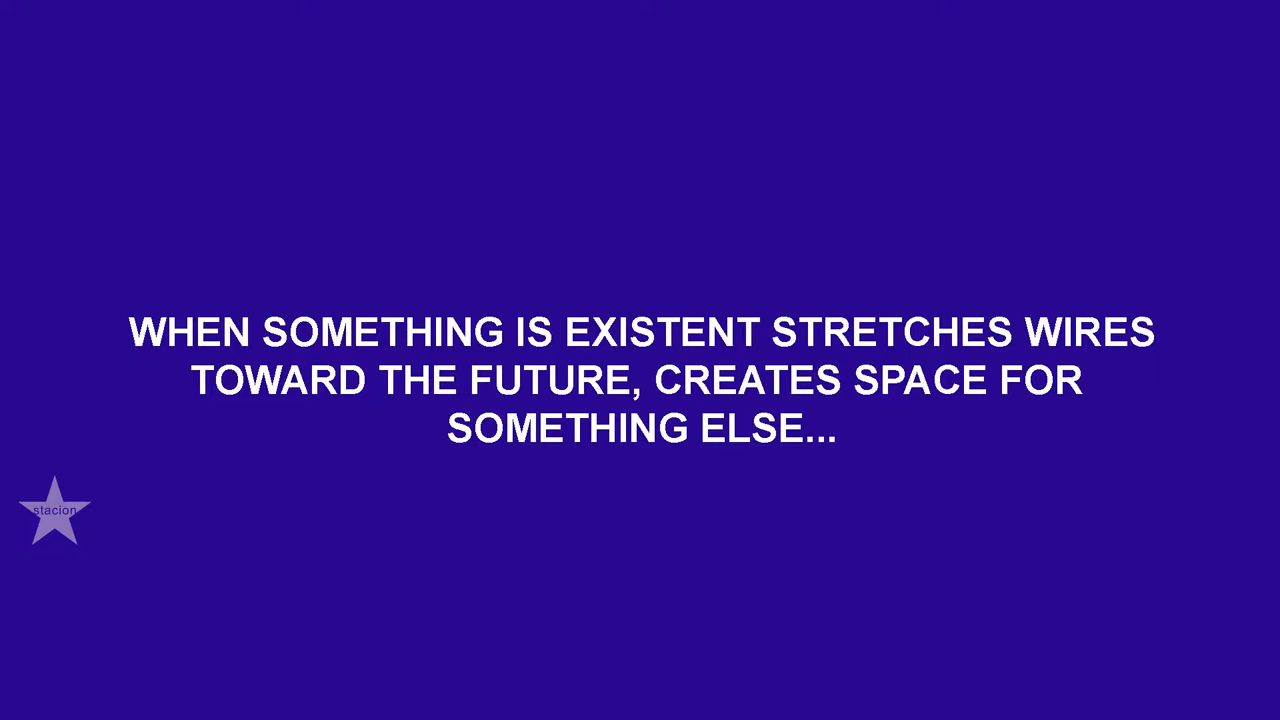 WHEN SOMETHING IS EXISTENT STRETCHES WIRES
TOWARD THE FUTURE, CREATES SPACE FOR
SOMETHING ELSE...
stacion